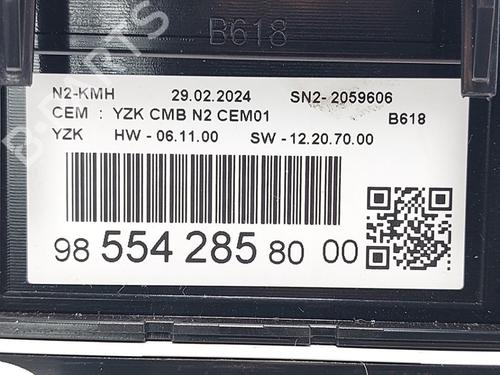 B618
N2-KMH 29.02.2024 SN2- 2059606
CEM : YZK CMB N2 CEM01 B618
YZK HW - 06.11.00 SW - 12.20.70.00
98 554 285 80 00